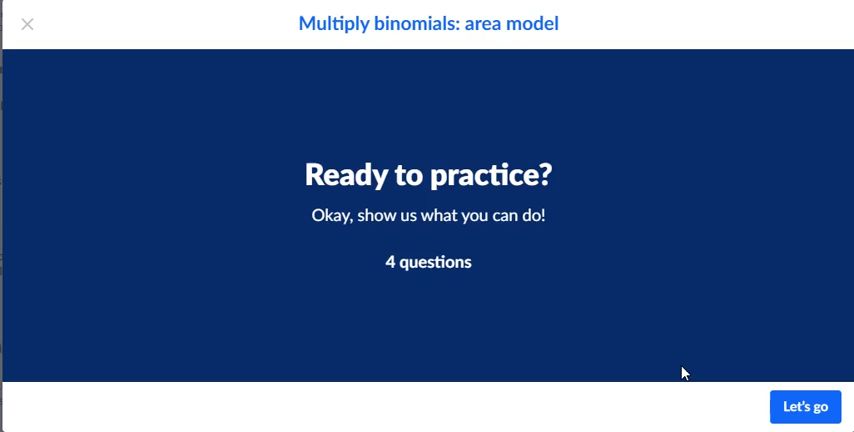 Multiply binomials: area model
Ready to practice?
Okay, show us what you can do!
4 questions
Let's go